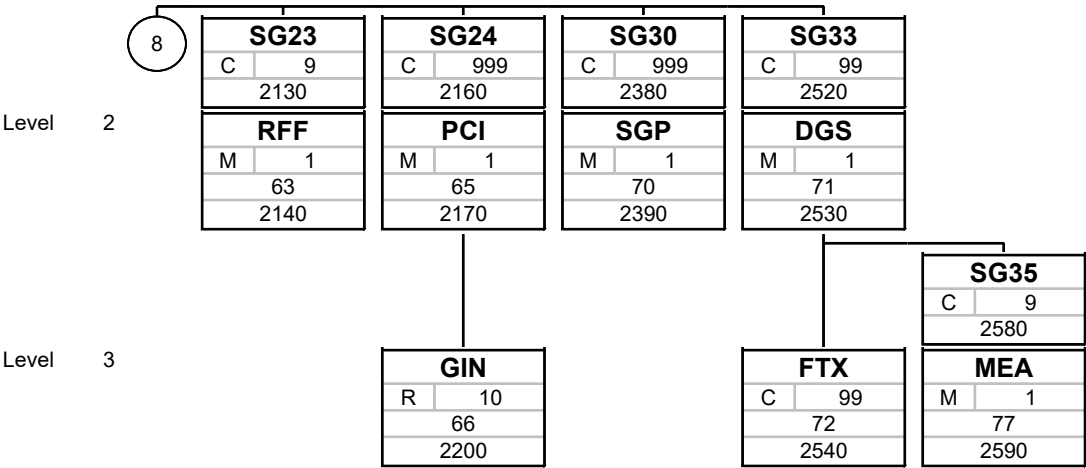 8
SG23 SG24 SG30 SG33
C 9 C 999 C 999 C 99
2130 2160 2380 2520
Level 2
RFF PCI SGP DGS
M 1 M 1 M 1 M 1
63 65 70 71
2140 2170 2390 2530
SG35
C 9
2580
Level 3
GIN FTX MEA
R 10 C 99 M 1
66 72 77
2200 2540 2590